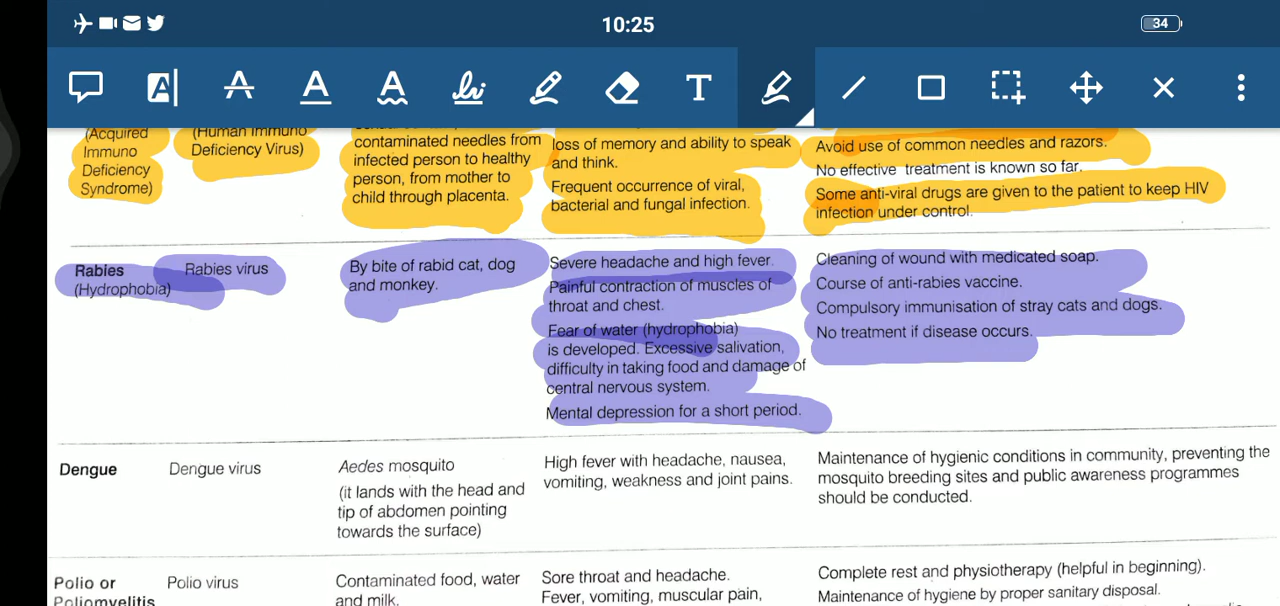 10:25
34
A
A
A
A
T
(Acquired
Immuno
Deficiency
Syndrome)
(Human Immuno
Deficiency Virus)
contaminated needles from
infected person to healthy
person, from mother to
child through placenta.
loss of memory and ability to speak
and think.
Frequent occurrence of viral,
bacterial and fungal infection.
Avoid use of common needles and razors.
No effective treatment is known so far.
Some anti-viral drugs are given to the patient to keep HIV
infection under control.
Rabies
(Hydrophobia)
Rabies virus
By bite of rabid cat, dog
and monkey.
Severe headache and high fever.
Painful contraction of muscles of
throat and chest.
Fear of water (hydrophobia)
is developed. Excessive salivation,
difficulty in taking food and damage of
central nervous system.
Mental depression for a short period.
Cleaning of wound with medicated soap.
Course of anti-rabies vaccine.
Compulsory immunisation of stray cats and dogs.
No treatment if disease occurs.
Dengue
Dengue virus
Aedes mosquito
(it lands with the head and
tip of abdomen pointing
towards the surface)
High fever with headache, nausea,
vomiting, weakness and joint pains.
Maintenance of hygienic conditions in community, preventing the
mosquito breeding sites and public awareness programmes
should be conducted.
Polio or
Poliomyelitis
Polio virus
Contaminated food, water
and milk.
Sore throat and headache.
Fever, vomiting, muscular pain,
Complete rest and physiotherapy (helpful in beginning).
Maintenance of hygiene by proper sanitary disposal.